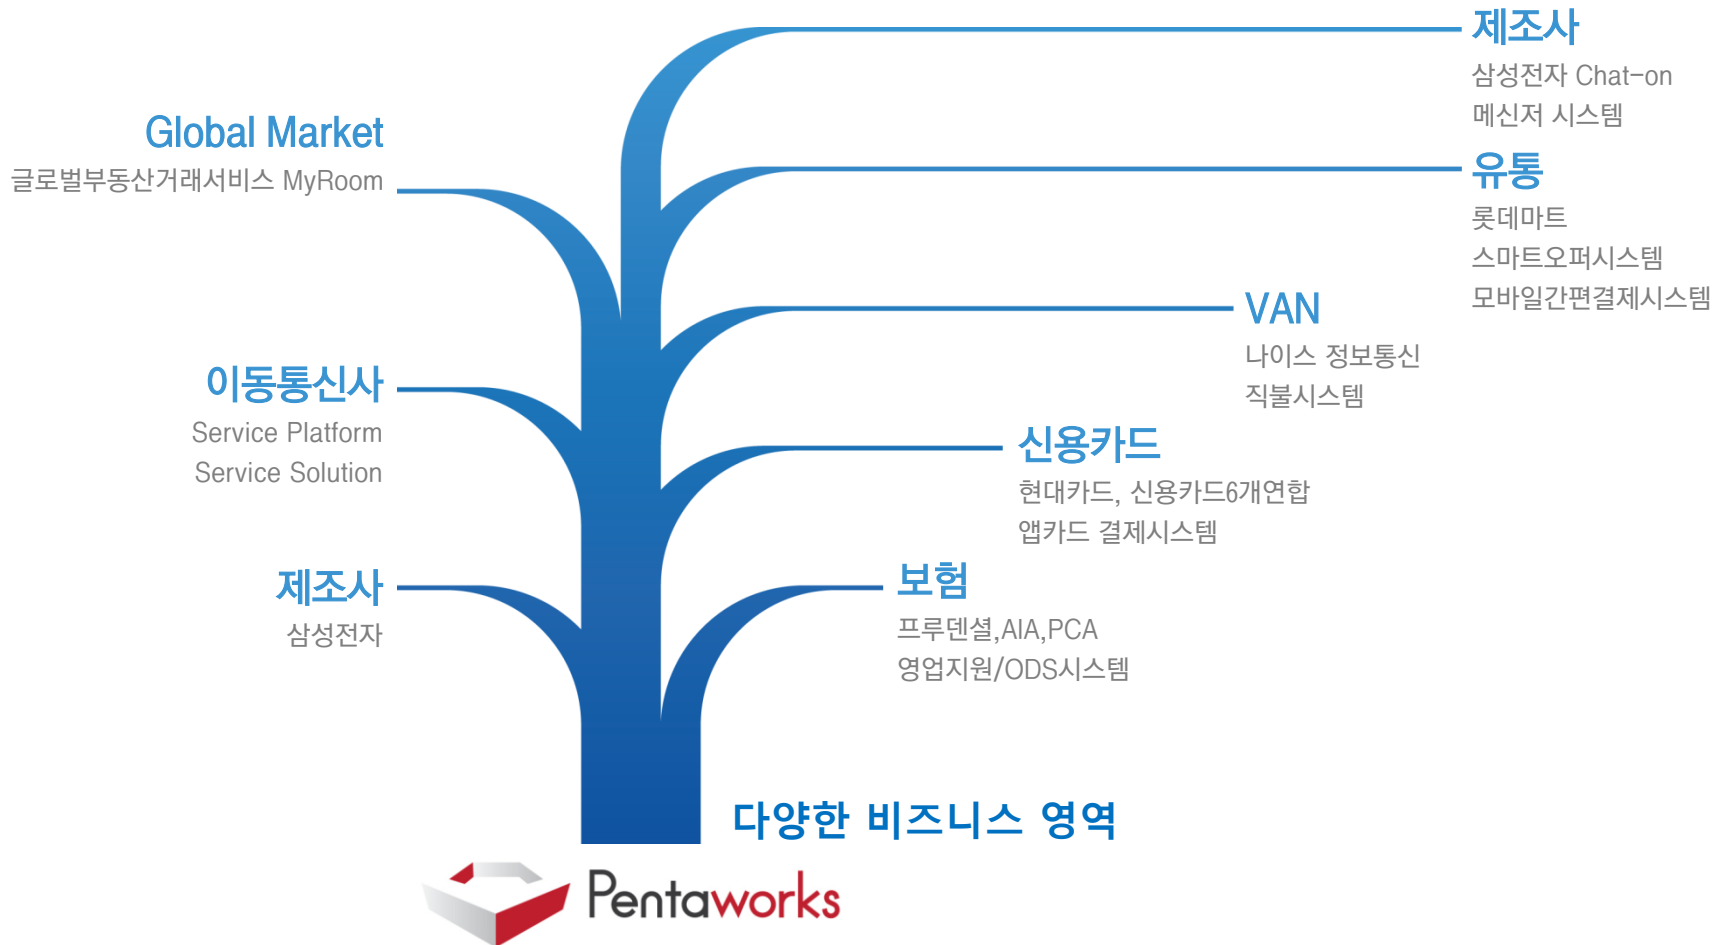 제조사
삼성전자 Chat-on
메신저 시스템
Global Market
글로벌부동산거래서비스 MyRoom
유통
롯데마트
스마트오퍼시스템
모바일간편결제시스템
VAN
나이스 정보통신
직불시스템
이동통신사
Service Platform
Service Solution
신용카드
현대카드, 신용카드6개연합
앱카드 결제시스템
제조사
삼성전자
보험
프루덴셜,AIA,PCA
영업지원/ODS시스템
다양한 비즈니스 영역
Pentaworks